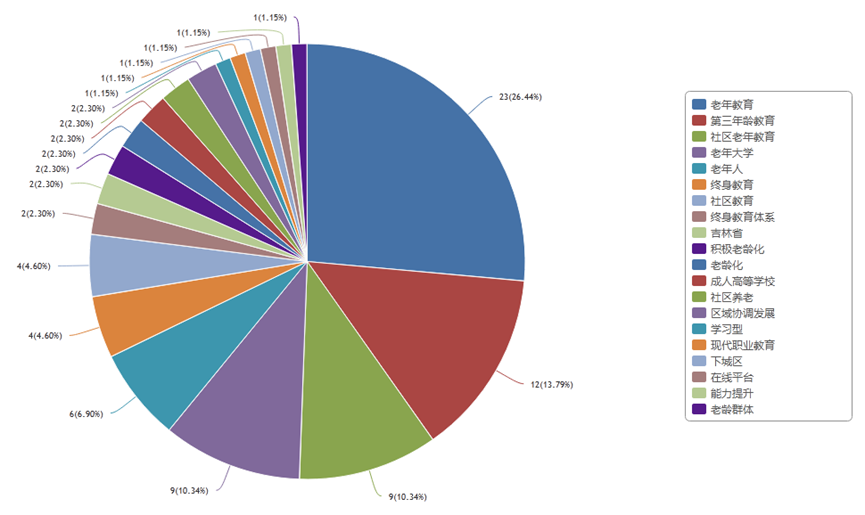 1(1.15%)
1(1.15%)
1(1.15%)
1(1.15%)
1(1.15%)
1(1.15%)
2(2.30%)
2(2.30%)
2(2.30%)
2(2.30%)
2(2.30%)
2(2.30%)
2(2.30%)
4(4.60%)
4(4.60%)
6(6.90%)
9(10.34%)
9(10.34%)
12(13.79%)
23(26.44%)
老年教育
第三年龄教育
社区老年教育
老年大学
老年人
终身教育
社区教育
终身教育体系
吉林省
积极老龄化
老龄化
成人高等学校
社区养老
区域协调发展
学习型
现代职业教育
下城区
在线平台
能力提升
老龄群体